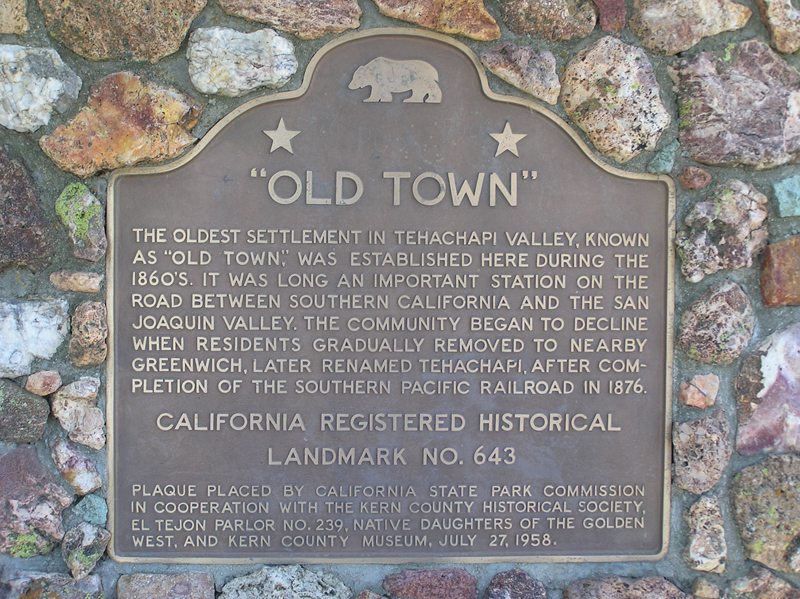 "OLD TOWN"
THE OLDEST SETTLEMENT IN TEHACHAPI VALLEY, KNOWN
AS "OLD TOWN," WAS ESTABLISHED HERE DURING THE
1860'S. IT WAS LONG AN IMPORTANT STATION ON THE
ROAD BETWEEN SOUTHERN CALIFORNIA AND THE SAN
JOAQUIN VALLEY. THE COMMUNITY BEGAN TO DECLINE
WHEN RESIDENTS GRADUALLY REMOVED TO NEARBY
GREENWICH, LATER RENAMED TEHACHAPI, AFTER COM-
PLETION OF THE SOUTHERN PACIFIC RAILROAD IN 1876.
CALIFORNIA REGISTERED HISTORICAL
LANDMARK NO. 643
PLAQUE PLACED BY CALIFORNIA STATE PARK COMMISSION
IN COOPERATION WITH THE KERN COUNTY HISTORICAL SOCIETY,
EL TEJON PARLOR NO. 239, NATIVE DAUGHTERS OF THE GOLDEN
WEST, AND KERN COUNTY MUSEUM, JULY 27, 1958.